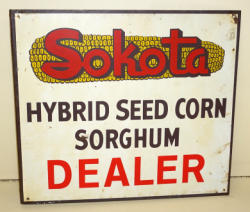 Sokota
HYBRID SEED CORN
SORGHUM
DEALER